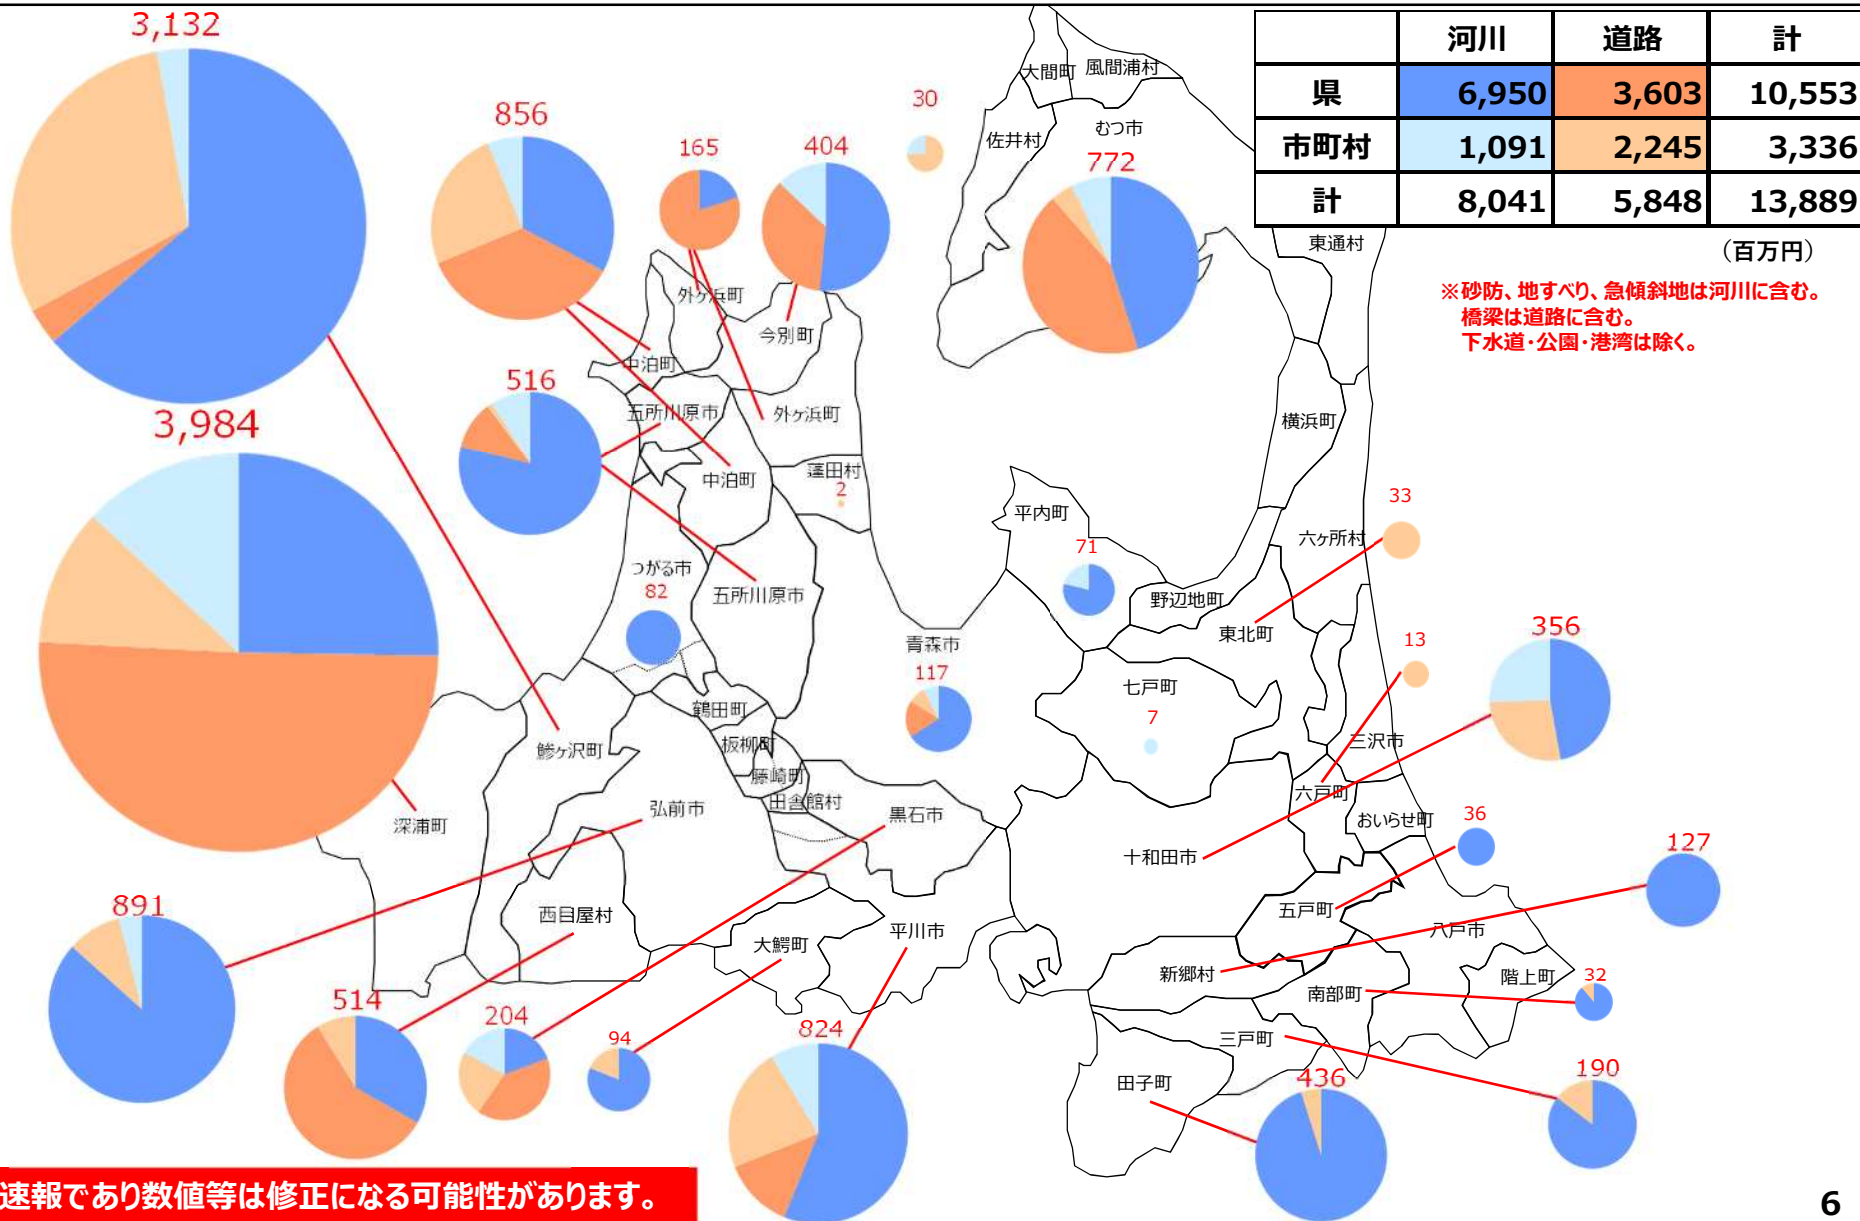 河川 道路 計
県 6,950 3,603 10,553
市町村 1,091 2,245 3,336
計 8,041 5,848 13,889
（百万円）
※砂防、地すべり、急傾斜地は河川に含む。
橋梁は道路に含む。
下水道・公園・港湾は除く。
3,132
856
165
404
30
772
大間町
風間浦村
佐井村
むつ市
東通村
外ヶ浜町
今別町
中泊町
516
五所川原市
外ヶ浜町
横浜町
3,984
中泊町
蓬田村
2
平内町
71
33
六ヶ所村
つがる市
82
五所川原市
野辺地町
東北町
青森市
117
13
356
七戸町
7
鶴田町
板柳町
藤崎町
田舎館村
鰺ヶ沢町
三沢市
六戸町
おいらせ町
36
深浦町
弘前市
黒石市
十和田市
127
891
西目屋村
大鰐町
平川市
五戸町
八戸市
新郷村
南部町
階上町
32
514
204
94
824
三戸町
田子町
436
190
速報であり数値等は修正になる可能性があります。
6